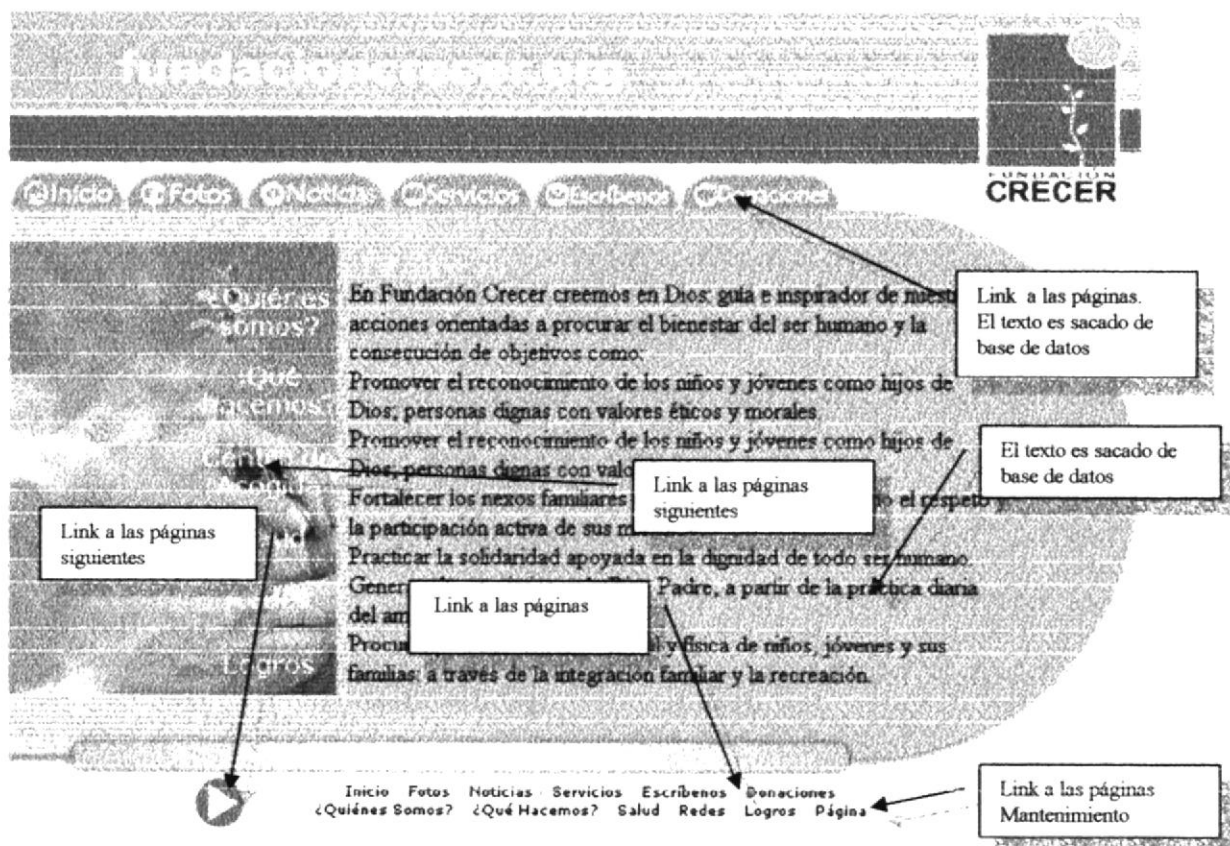 fundacioncrecer.org
FUNDACIÓN
CRECER
Inicio Fotos Noticias Servicios Escríbenos Donaciones
¿Quiénes
somos?
Qué
Logros
En Fundación Crecer creemos en Dios: guía e inspirador de
acciones orientadas a procurar el bienestar del ser humano y la
consecución de objetivos como:
Promover el reconocimiento de los niños y jóvenes como hijos de
Dios; personas dignas con valores éticos y morales
Promover el reconocimiento de los niños y jóvenes como hijos de
Dios; personas dignas con
Fortalecer los nexos familiares el respeto y
la participación activa de sus
Practicar la solidaridad apoyada en la dignidad de todo ser humano.
Padre, a partir de la práctica diaria
del
y física de niños, jóvenes y sus
familias: a través de la integración familiar y la recreación.
Link a las páginas.
El texto es sacado de
base de datos
El texto es sacado de
base de datos
Link a las páginas
siguientes
Link a las páginas
siguientes
Link a las páginas
Inicio Fotos Noticias Servicios Escríbenos Donaciones
¿Quiénes Somos? ¿Qué Hacemos? Salud Redes Logros Página
Link a las páginas
Mantenimiento